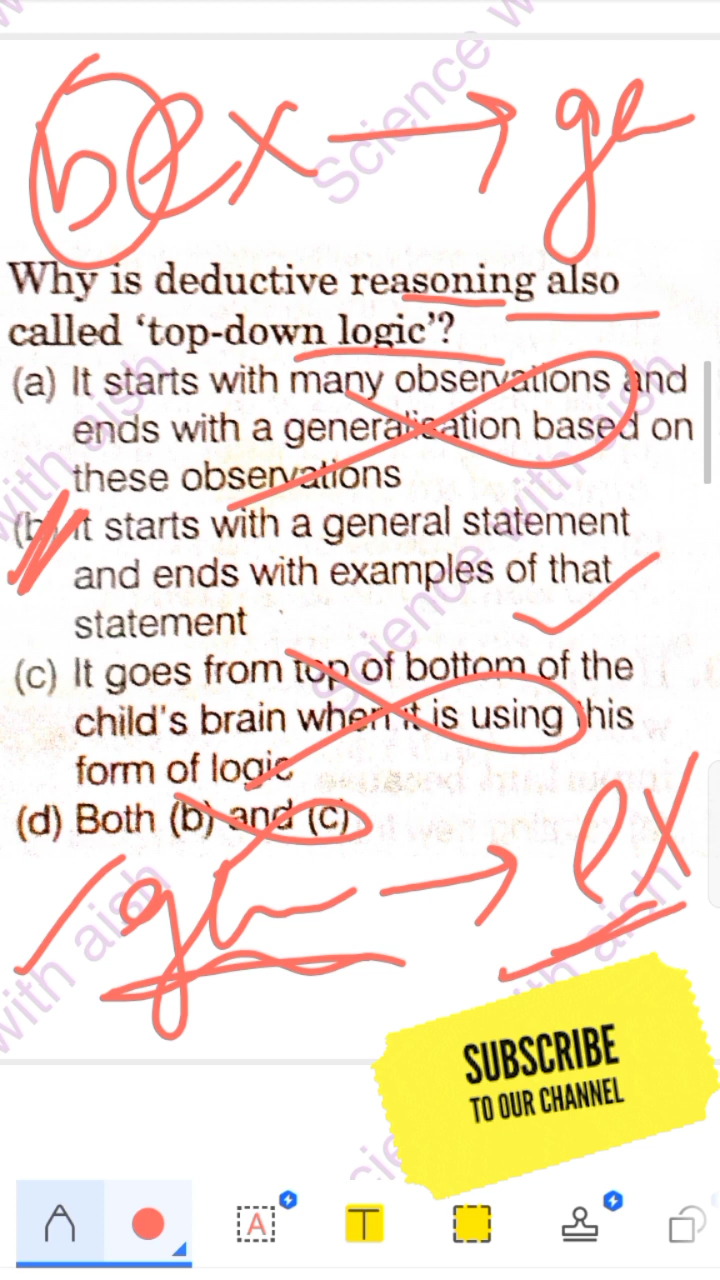 b ex → ge
Why is deductive reasoning also
called ‘top-down logic’?
(a) It starts with many observations and
ends with a generalisation based on
these observations
(b) It starts with a general statement
and ends with examples of that
statement
(c) It goes from top of bottom of the
child's brain when it is using this
form of logic
(d) Both (b) and (c)
ge → ex
SUBSCRIBE
TO OUR CHANNEL
Science with aish
A
T